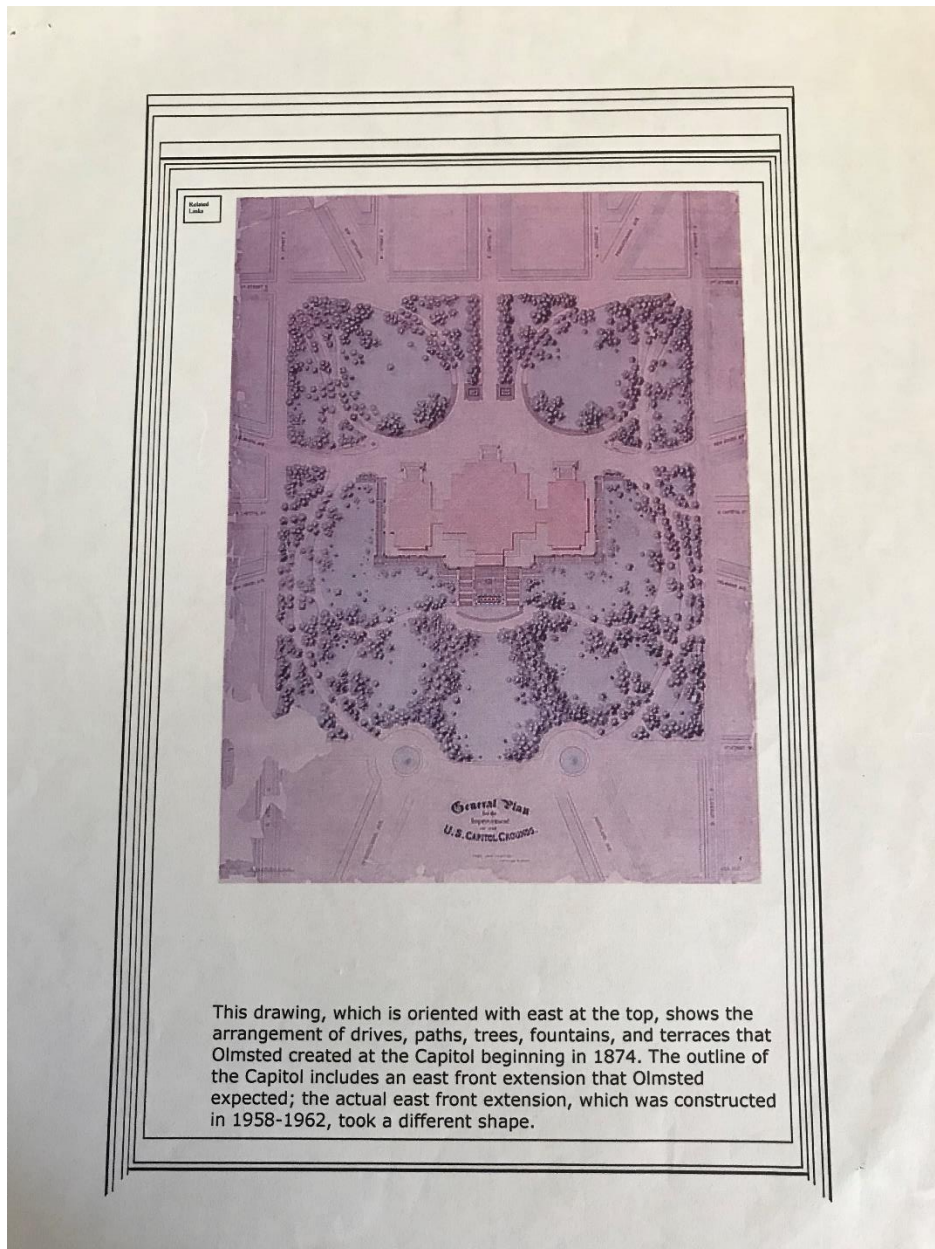 Related
Links
E CAPITOL ST
General Plan
for the
Improvement
OF THE
U.S. CAPITOL GROUNDS.
This drawing, which is oriented with east at the top, shows the
arrangement of drives, paths, trees, fountains, and terraces that
Olmsted created at the Capitol beginning in 1874. The outline of
the Capitol includes an east front extension that Olmsted
expected; the actual east front extension, which was constructed
in 1958-1962, took a different shape.